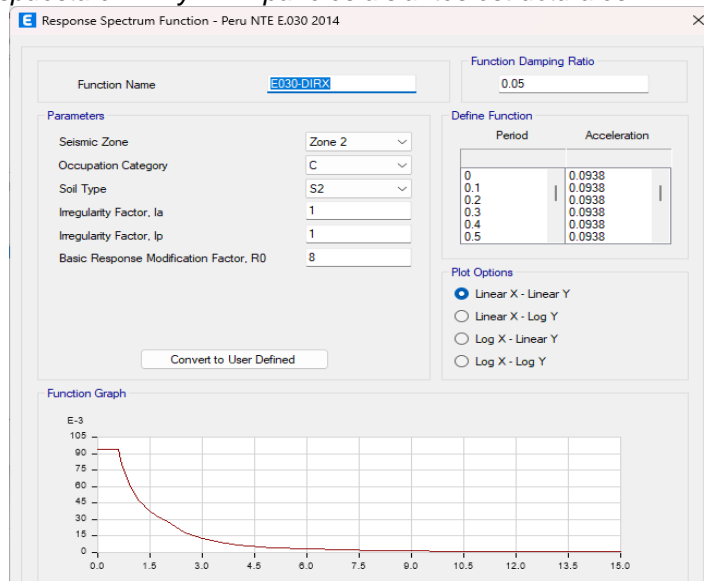 Response Spectrum Function - Peru NTE E.030 2014
Function Name
E030-DIRX
Function Damping Ratio
0.05
Parameters
Seismic Zone Zone 2
Occupation Category C
Soil Type S2
Irregularity Factor, Ia 1
Irregularity Factor, Ip 1
Basic Response Modification Factor, R0 8
Convert to User Defined
Define Function
Period Acceleration
0 0.0938
0.1 0.0938
0.2 0.0938
0.3 0.0938
0.4 0.0938
0.5 0.0938
Plot Options
Linear X - Linear Y
Linear X - Log Y
Log X - Linear Y
Log X - Log Y
Function Graph
E-3
105
90
75
60
45
30
15
0
0.0 1.5 3.0 4.5 6.0 7.5 9.0 10.5 12.0 13.5 15.0